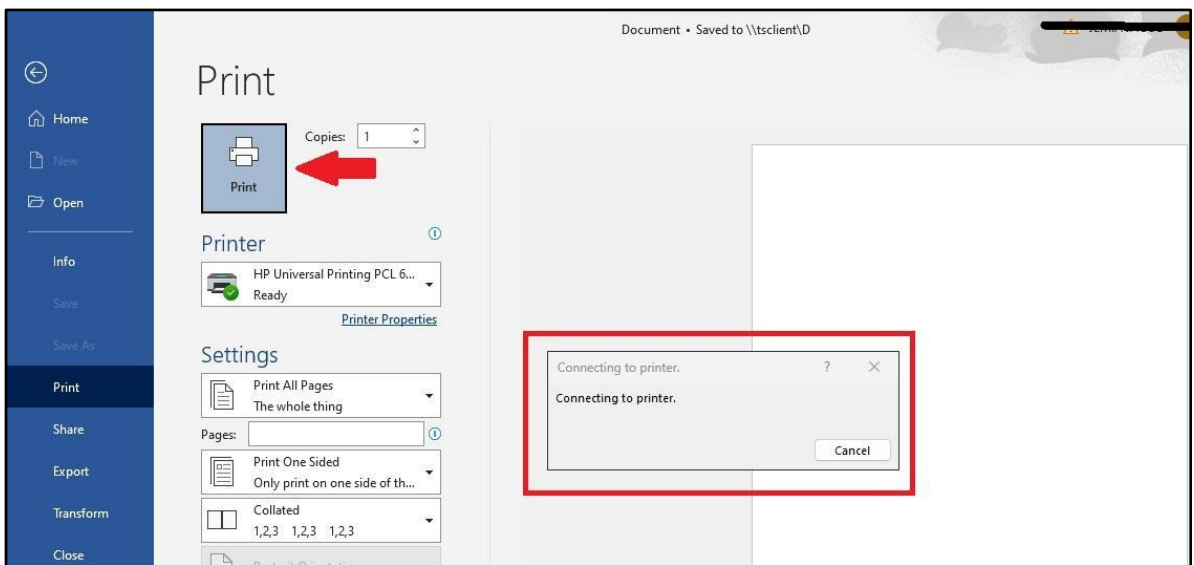 Document • Saved to \\tsclient\D
Print
Home
New
Open
Info
Save
Save As
Print
Share
Export
Transform
Close
Copies: 1
Print
Printer
HP Universal Printing PCL 6...
Ready
Printer Properties
Settings
Print All Pages
The whole thing
Pages:
Print One Sided
Only print on one side of th...
Collated
1,2,3 1,2,3 1,2,3
Connecting to printer. ?
Connecting to printer.
Cancel